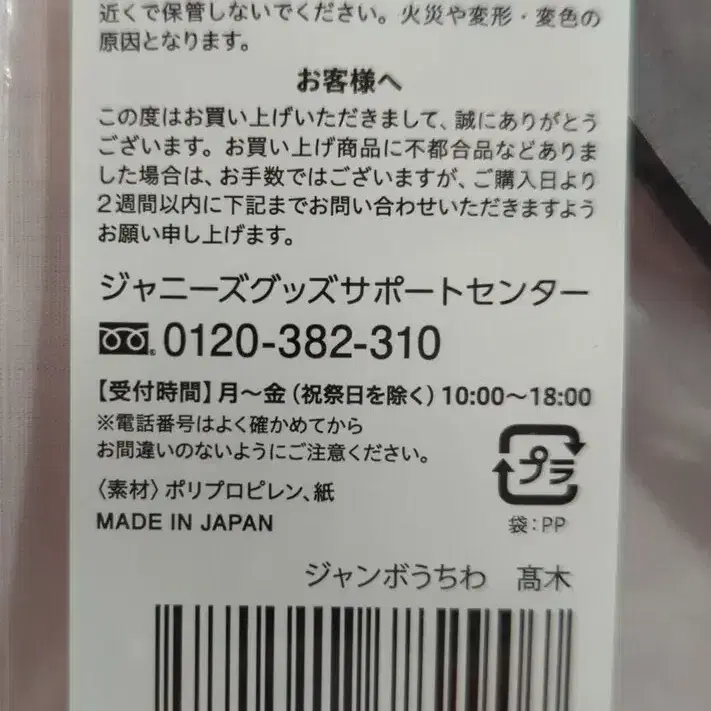 近くで保管しないでください。火災や変形・変色の
原因となります。
お客様へ
この度はお買い上げいただきまして、誠にありがとう
ございます。お買い上げ商品に不都合品などありま
した場合は、お手数ではございますが、ご購入日より
2週間以内に下記までお問い合わせいただきますよう
お願い申し上げます。
ジャニーズグッズサポートセンター
0120-382-310
【受付時間】月～金（祝祭日を除く）10:00～18:00
※電話番号はよく確かめてから
お間違いのないようにご注意ください。
〈素材〉ポリプロピレン、紙
MADE IN JAPAN
プラ
袋：PP
ジャンボうちわ　髙木